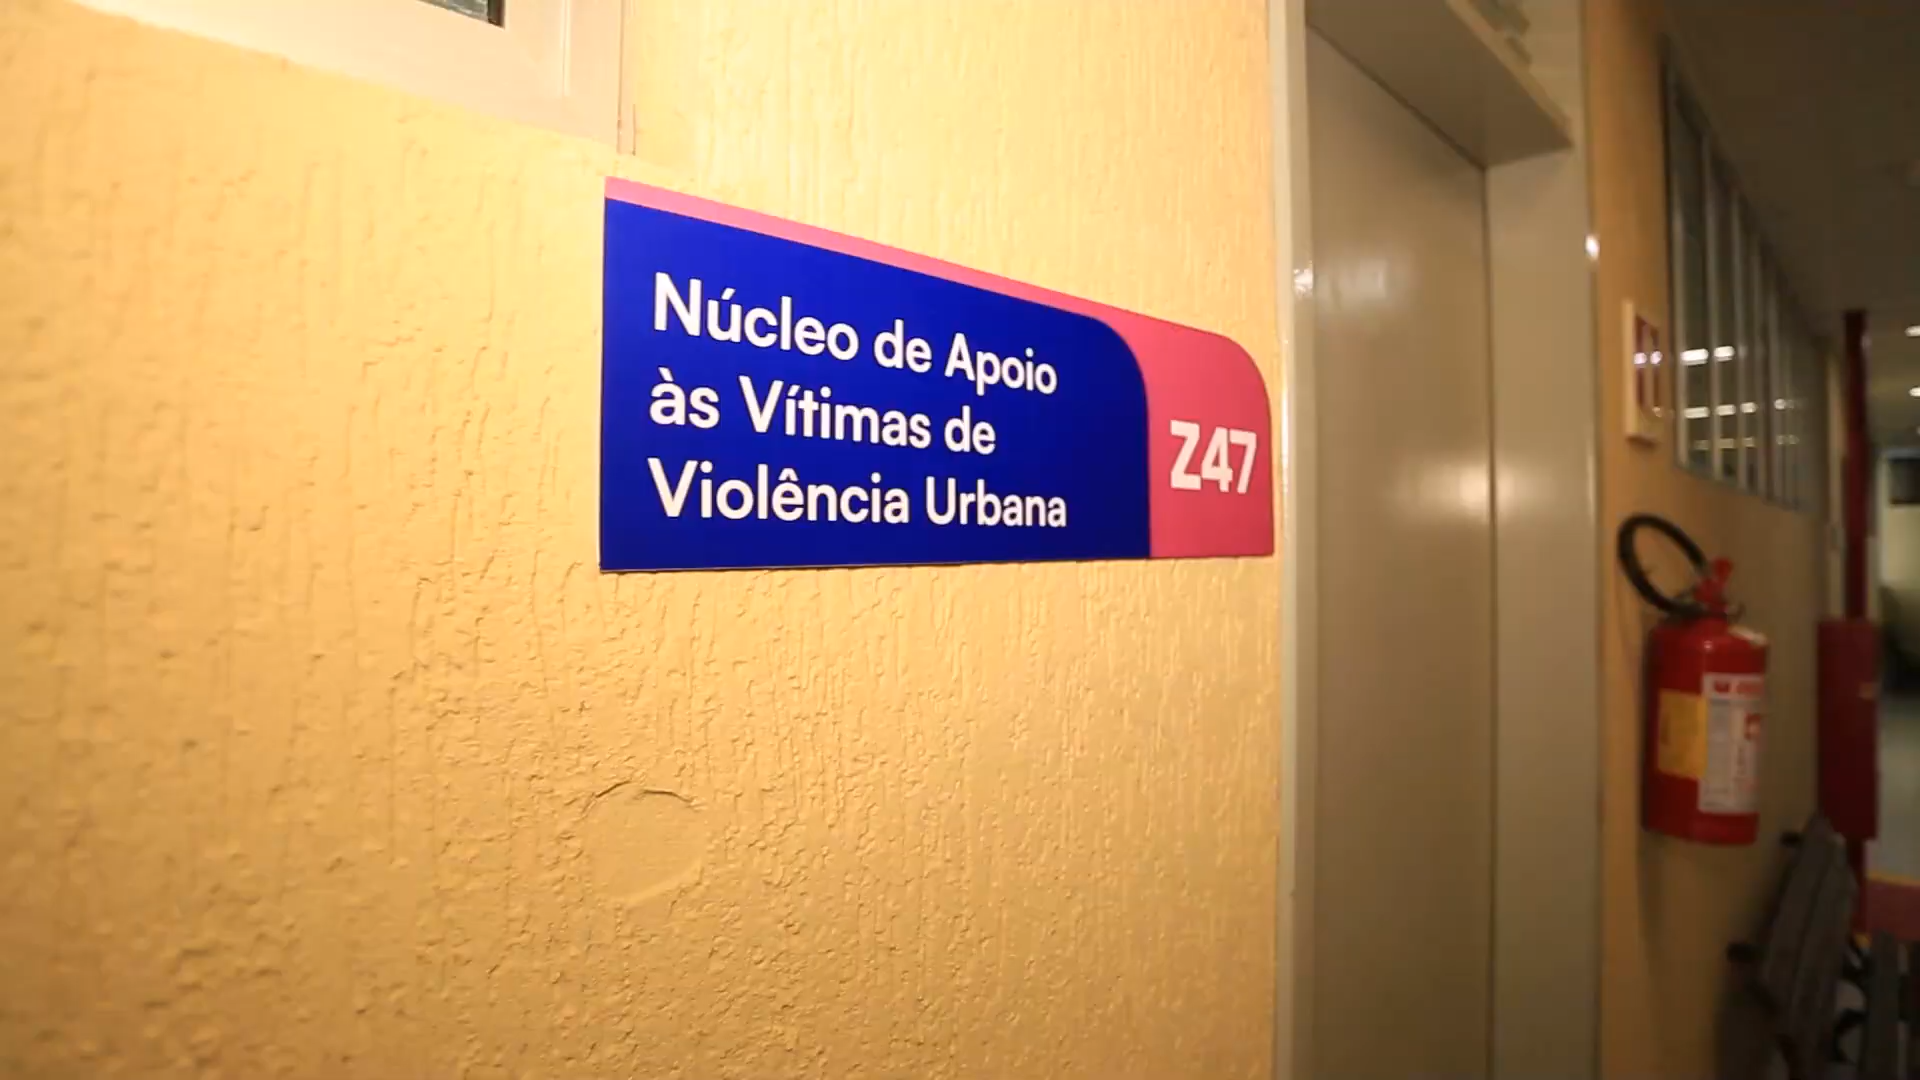 Núcleo de Apoio
às Vítimas de
Violência Urbana
Z47